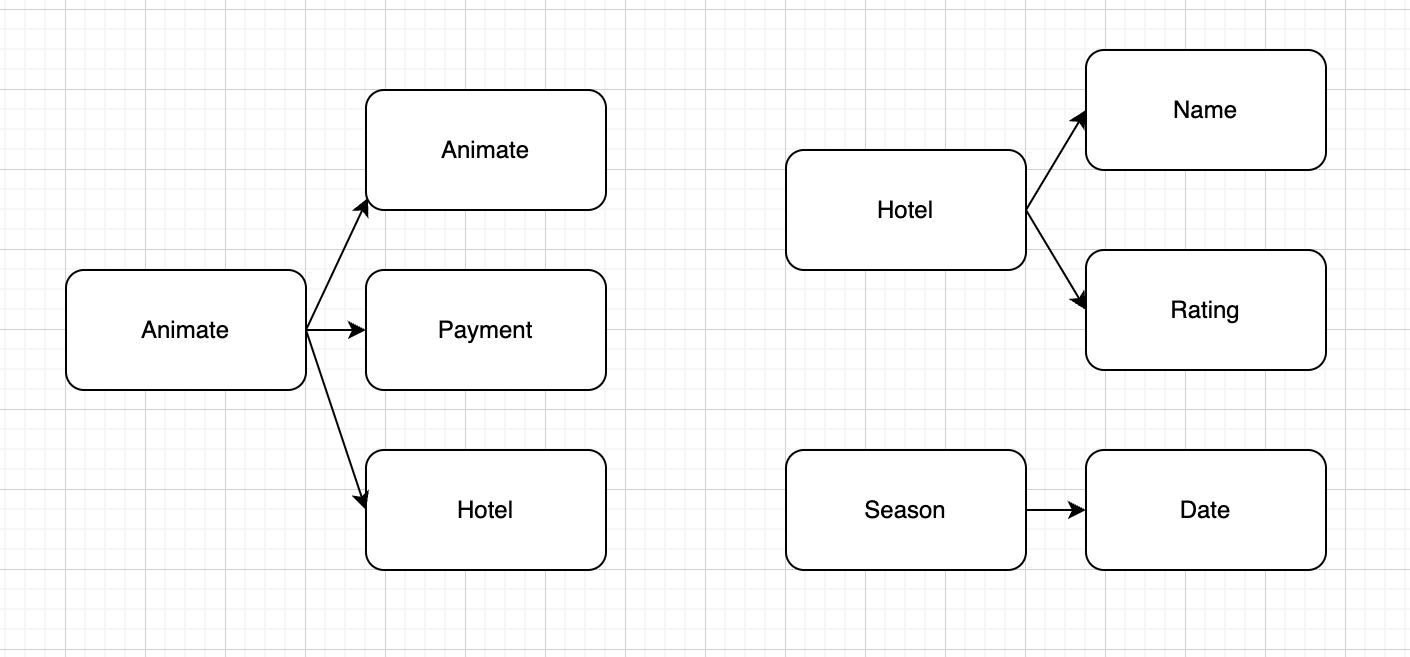 Animate
Animate
Payment
Hotel
Hotel
Name
Rating
Season
Date